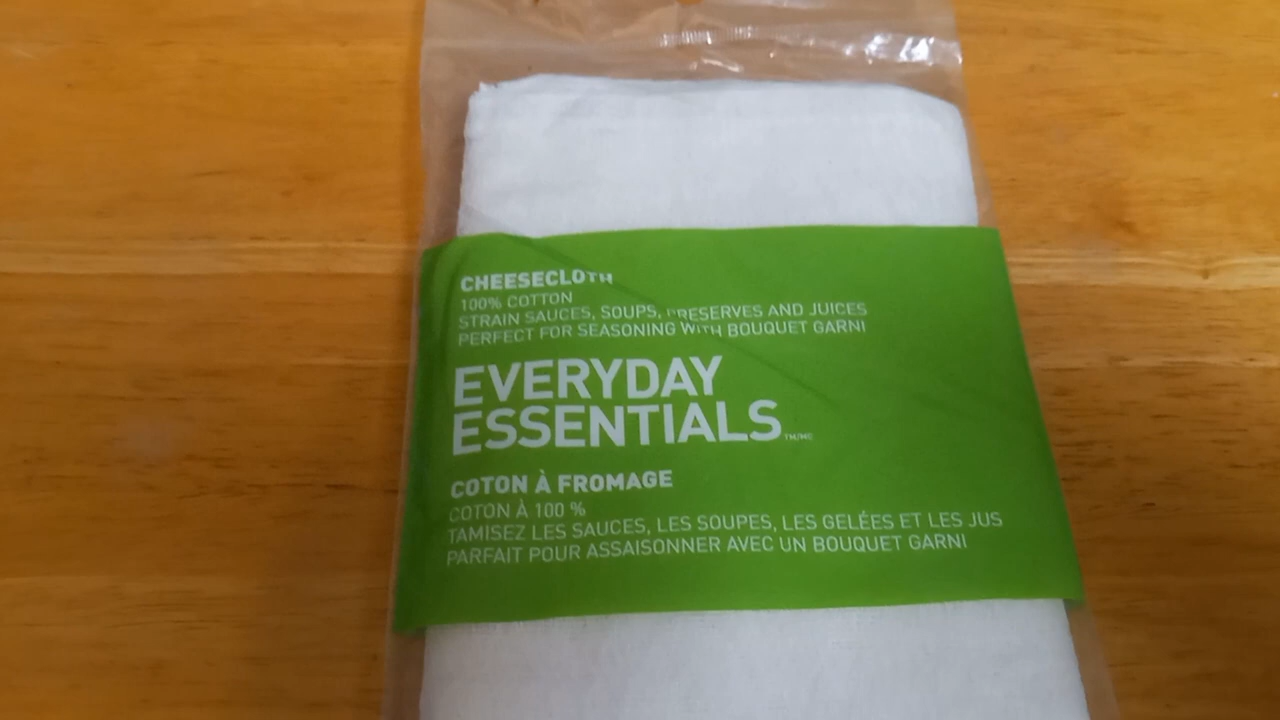 CHEESECLOTH
100% COTTON
STRAIN SAUCES, SOUPS, PRESERVES AND JUICES
PERFECT FOR SEASONING WITH BOUQUET GARNI
EVERYDAY
ESSENTIALS TM/MC
COTON À FROMAGE
COTON À 100 %
TAMISEZ LES SAUCES, LES SOUPES, LES GELÉES ET LES JUS
PARFAIT POUR ASSAISONNER AVEC UN BOUQUET GARNI